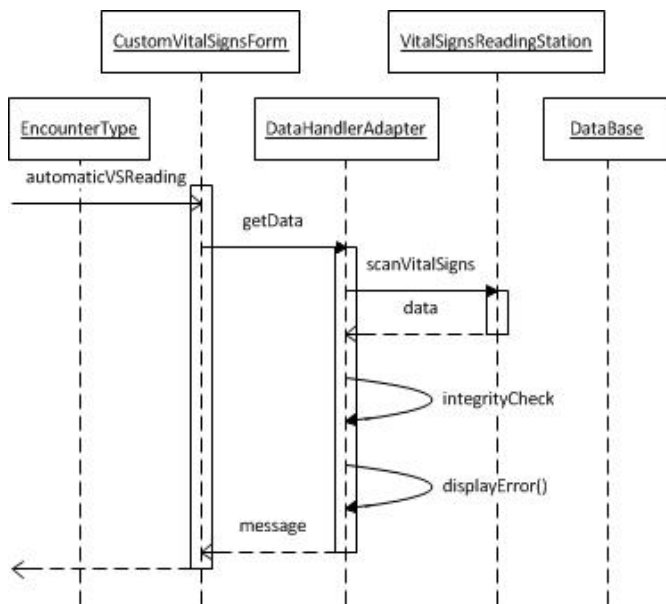 CustomVitalSignsForm
VitalSignsReadingStation
EncounterType
DataHandlerAdapter
DataBase
automaticVSReading
getData
scanVitalSigns
data
integrityCheck
displayError()
message